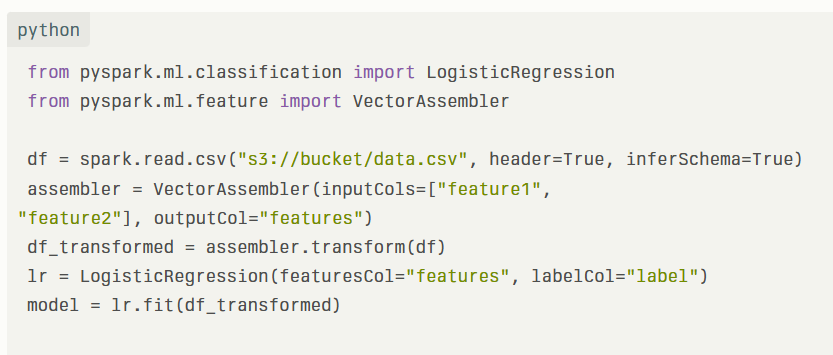 python
from pyspark.ml.classification import LogisticRegression
from pyspark.ml.feature import VectorAssembler
df = spark.read.csv("s3://bucket/data.csv", header=True, inferSchema=True)
assembler = VectorAssembler(inputCols=["feature1",
"feature2"], outputCol="features")
df_transformed = assembler.transform(df)
lr = LogisticRegression(featuresCol="features", labelCol="label")
model = lr.fit(df_transformed)